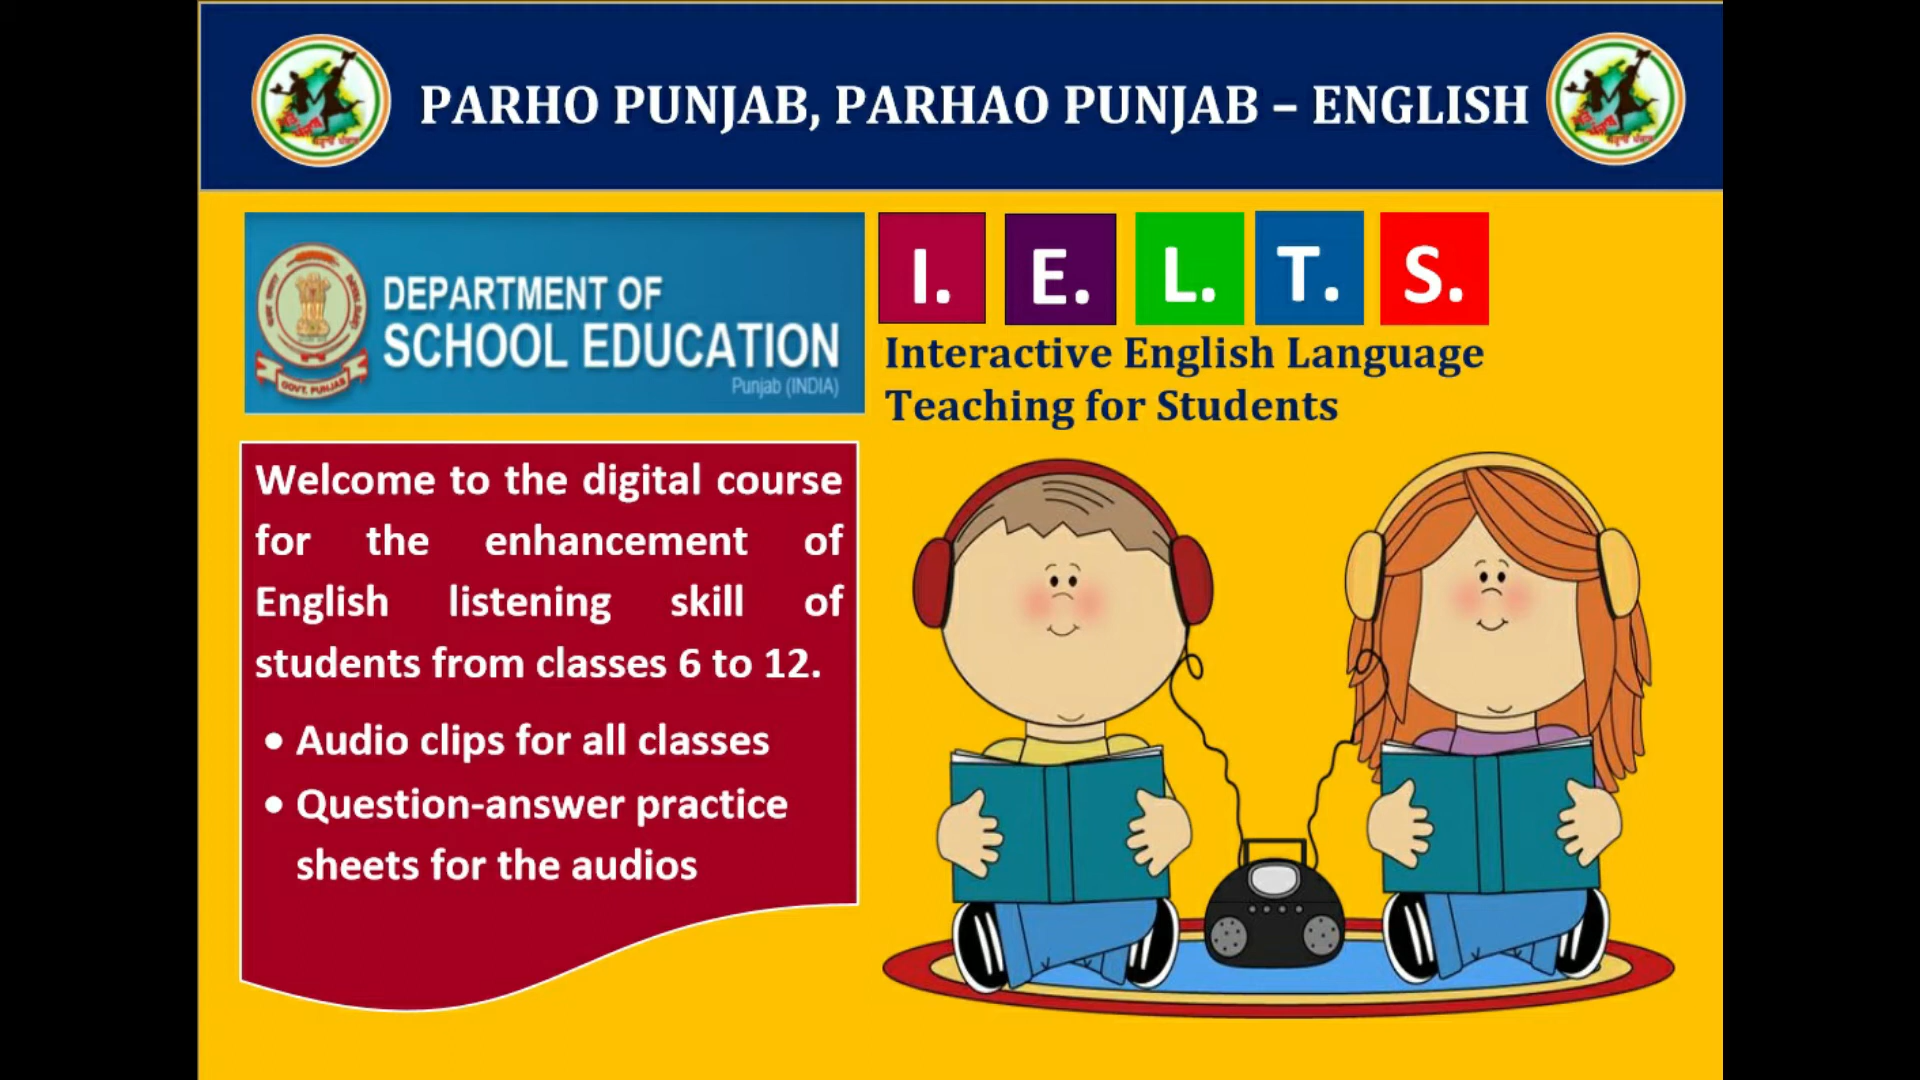 PARHO PUNJAB, PARHAO PUNJAB – ENGLISH
DEPARTMENT OF
SCHOOL EDUCATION
Punjab (INDIA)
GOVT. PUNJAB
I. E. L. T. S.
Interactive English Language
Teaching for Students
Welcome to the digital course
for the enhancement of
English listening skill of
students from classes 6 to 12.
• Audio clips for all classes
• Question-answer practice
sheets for the audios